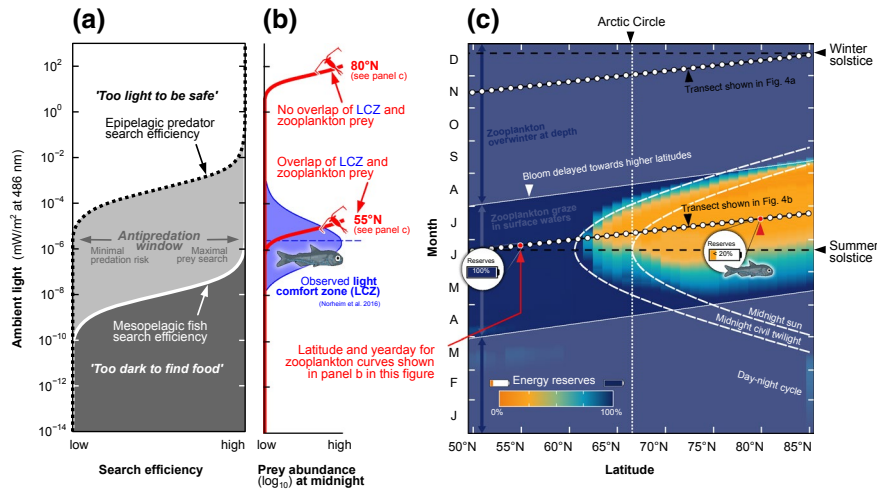 (a)
(b)
(c)
Arctic Circle
Ambient light (mW/m² at 486 nm)
10²
10⁰
10⁻²
10⁻⁴
10⁻⁶
10⁻⁸
10⁻¹⁰
10⁻¹²
10⁻¹⁴
'Too light to be safe'
Epipelagic predator
search efficiency
Antipredation
window
Minimal
predation risk
Maximal
prey search
Mesopelagic fish
search efficiency
'Too dark to find food'
low
high
Search efficiency
80°N
(see panel c)
No overlap of LCZ and
zooplankton prey
Overlap of LCZ and
zooplankton prey
55°N
(see panel c)
Observed light
comfort zone (LCZ)
(Norheim et al. 2016)
Latitude and yearday for
zooplankton curves shown
in panel b in this figure
low
high
Prey abundance
(log₁₀) at midnight
Month
D
N
O
S
A
J
J
M
A
M
F
J
Winter
solstice
Transect shown in Fig. 4a
Zooplankton
overwinter at depth
Bloom delayed towards higher latitudes
Zooplankton graze
in surface waters
Transect shown in Fig. 4b
Reserves
100%
Reserves
< 20%
Summer
solstice
Midnight sun
Midnight civil twilight
Day-night cycle
Energy reserves
0%
100%
50°N
55°N
60°N
65°N
70°N
75°N
80°N
85°N
Latitude